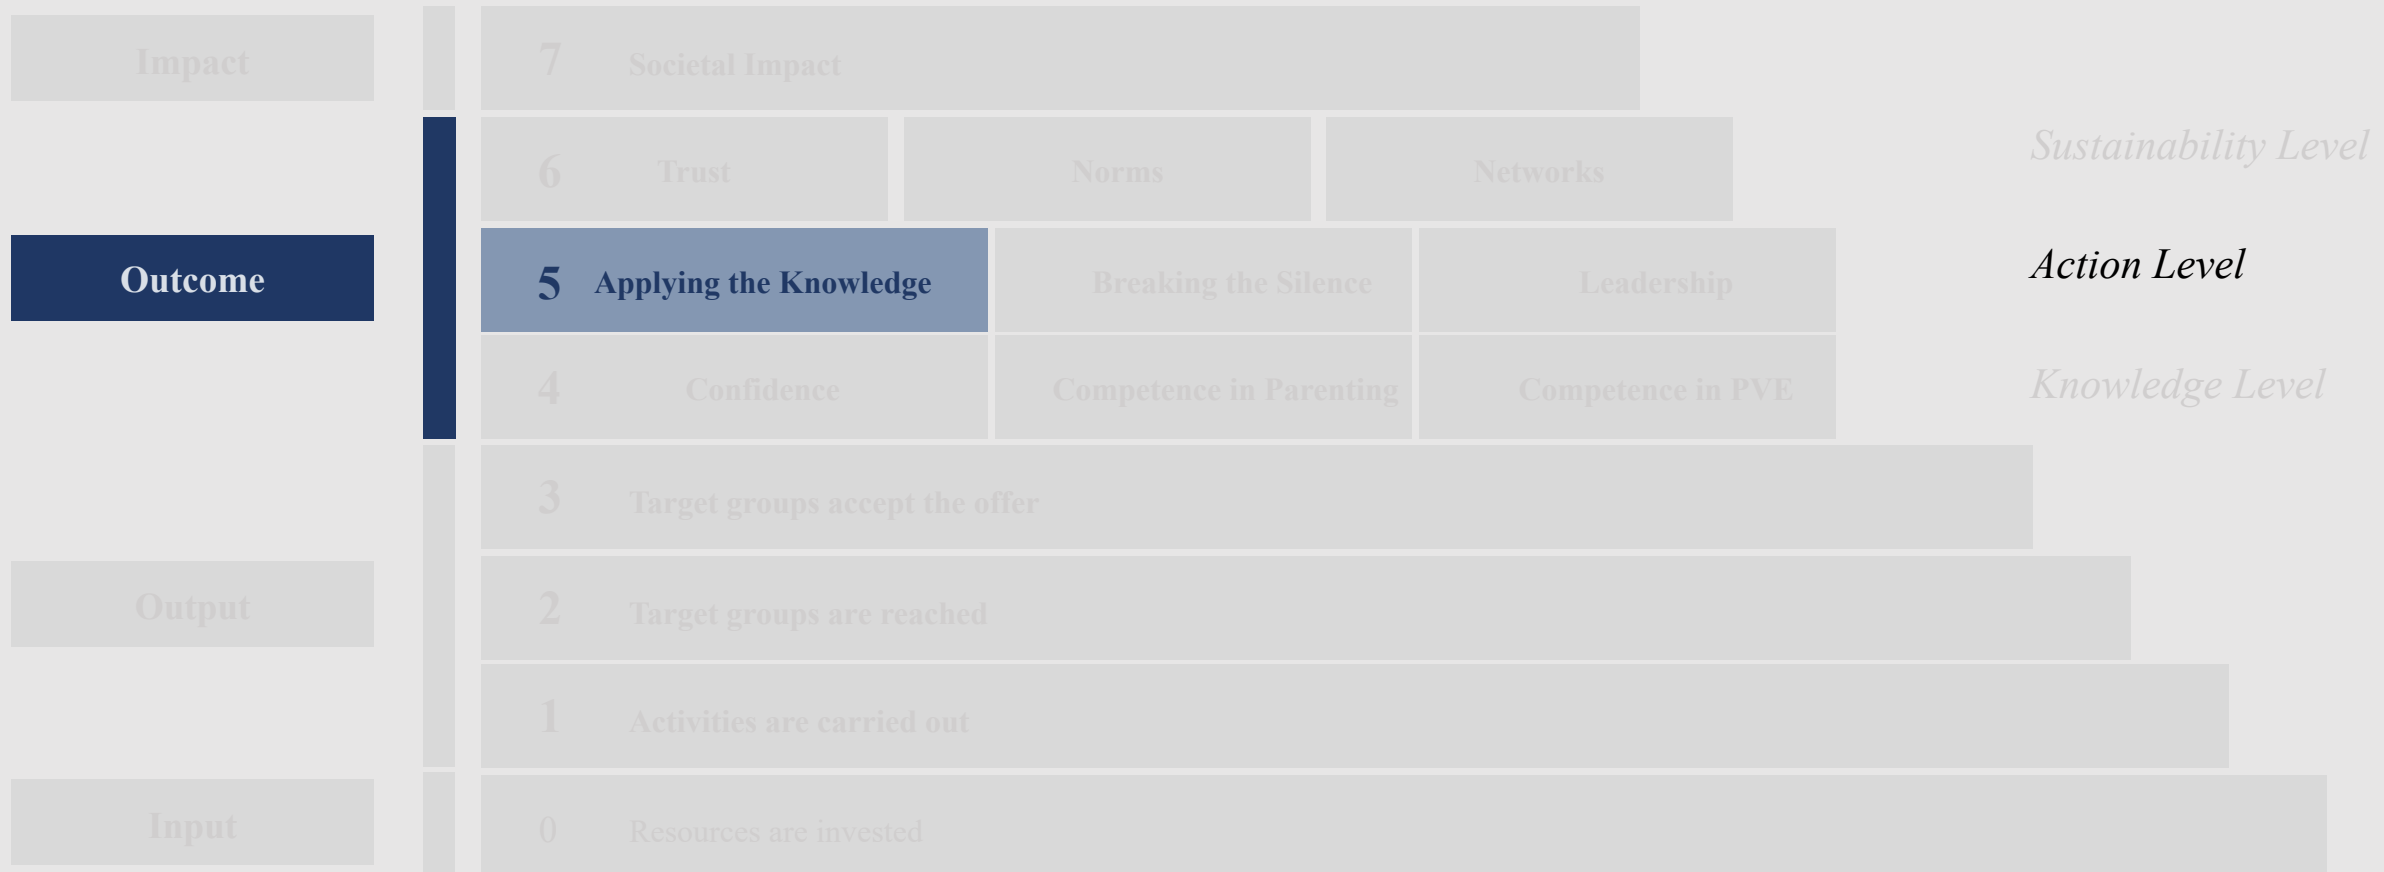 Impact
7 Societal Impact
6 Trust Norms Networks
Sustainability Level
Outcome
5 Applying the Knowledge Breaking the Silence Leadership
Action Level
4 Confidence Competence in Parenting Competence in PVE
Knowledge Level
3 Target groups accept the offer
Output
2 Target groups are reached
1 Activities are carried out
Input
0 Resources are invested